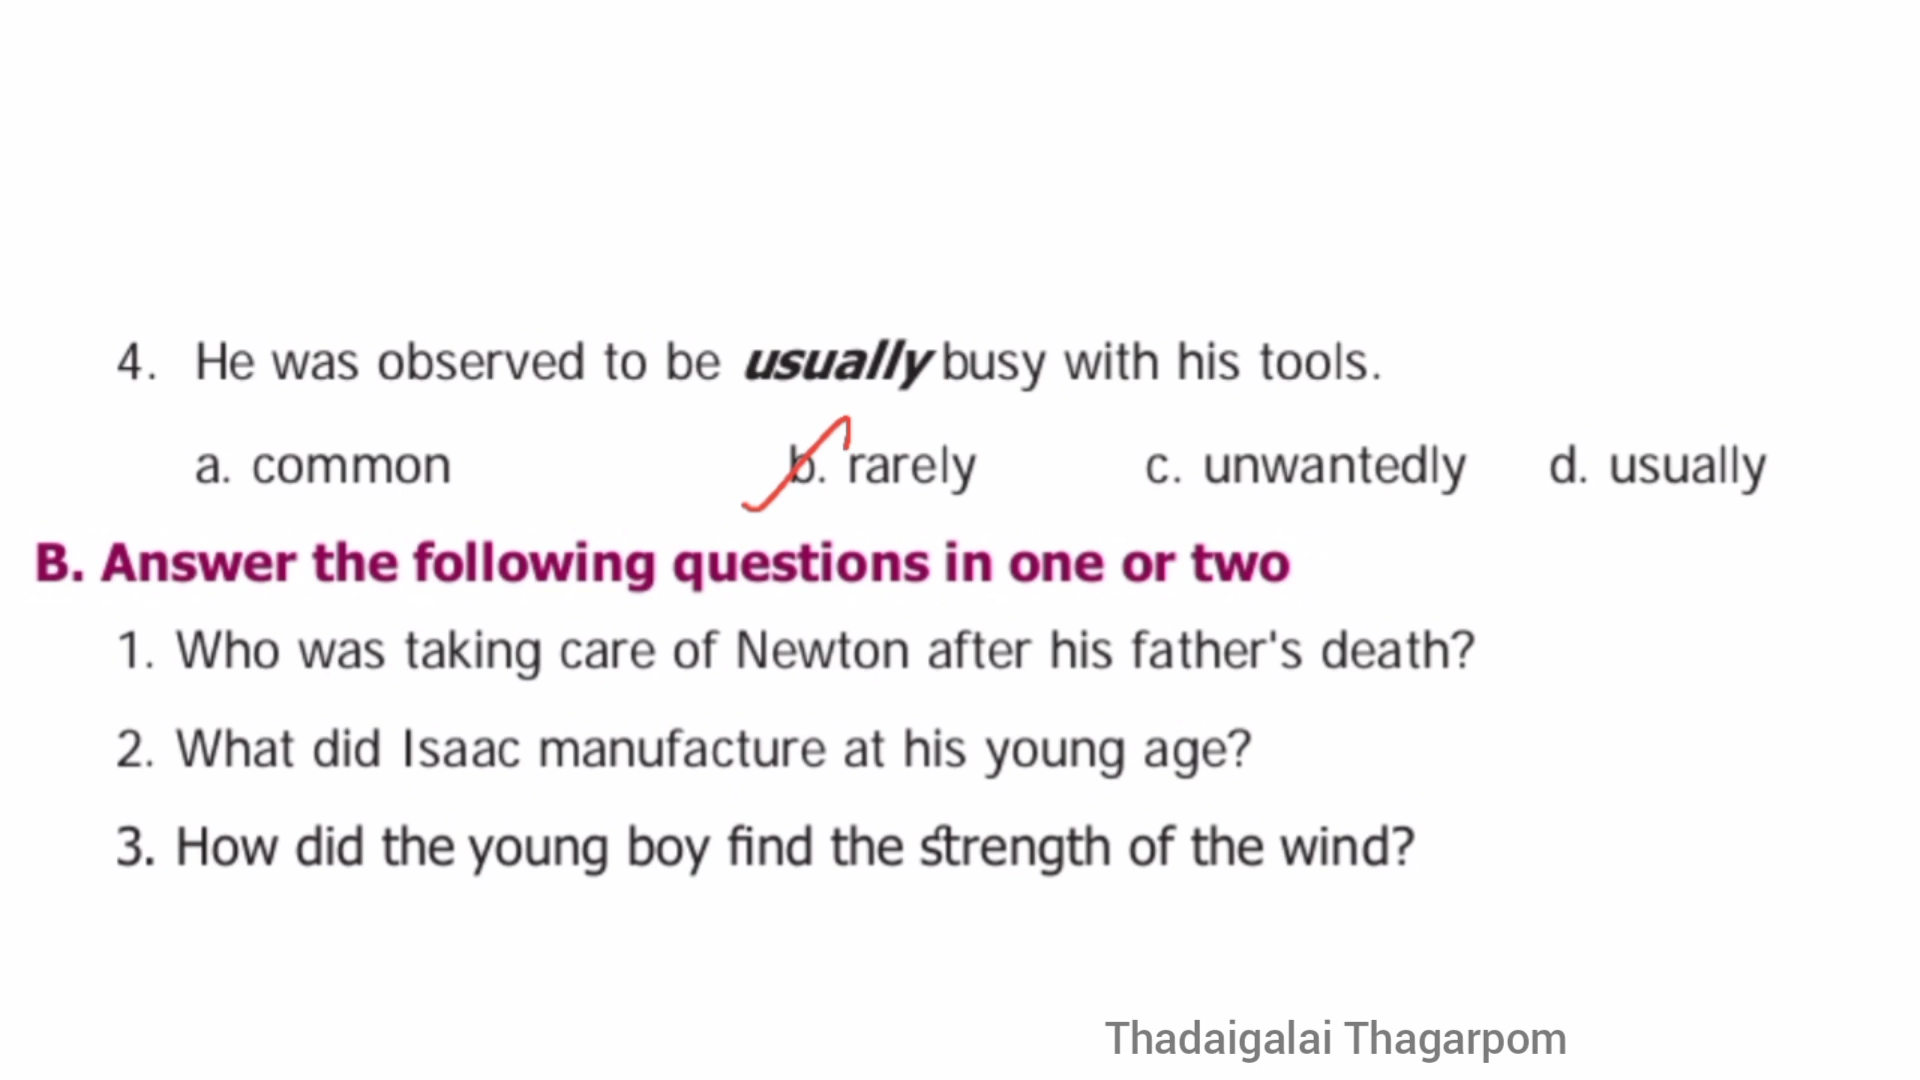 4. He was observed to be usually busy with his tools.
a. common b. rarely c. unwantedly d. usually
B. Answer the following questions in one or two
1. Who was taking care of Newton after his father's death?
2. What did Isaac manufacture at his young age?
3. How did the young boy find the strength of the wind?
Thadaigalai Thagarpom